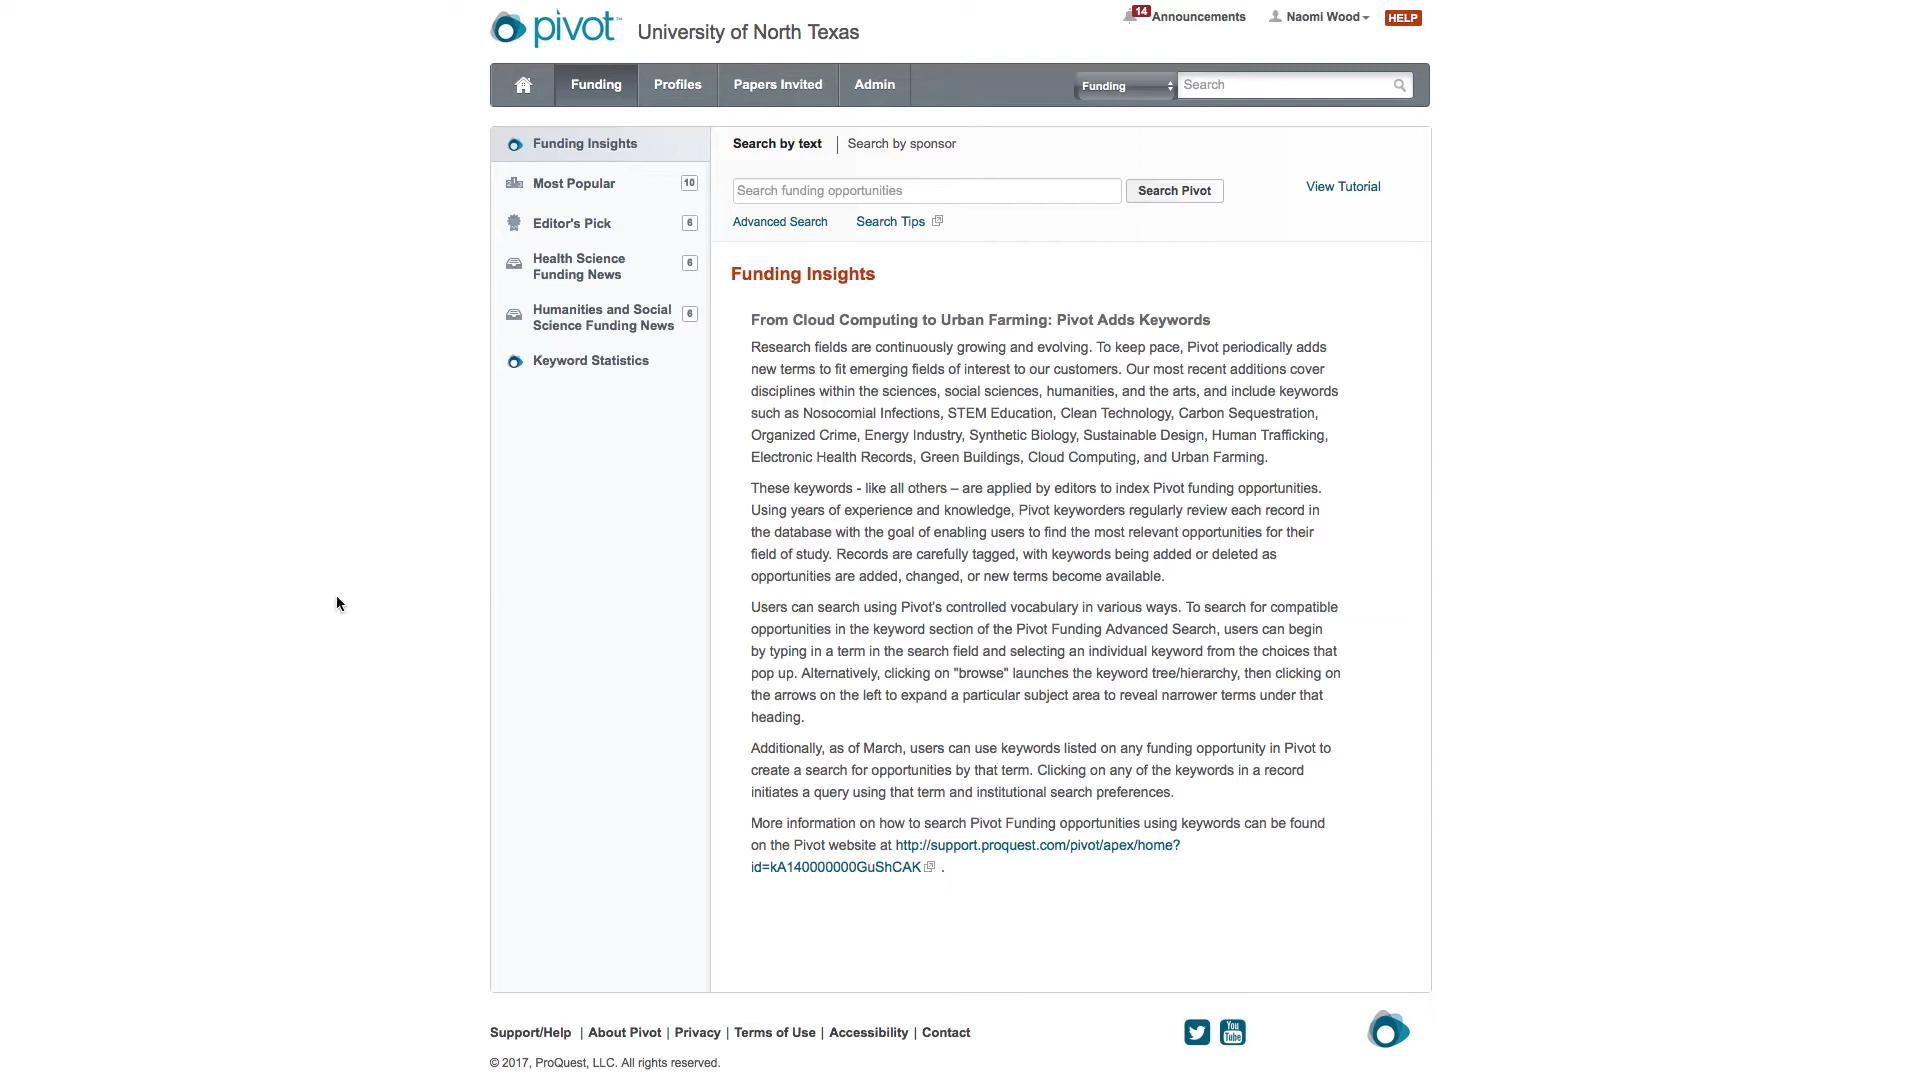 pivot™ University of North Texas
14 Announcements Naomi Wood HELP
Funding Profiles Papers Invited Admin Funding Search
Funding Insights
Most Popular 10
Editor's Pick 6
Health Science
Funding News 6
Humanities and Social
Science Funding News 6
Keyword Statistics
Search by text | Search by sponsor
Search funding opportunities Search Pivot View Tutorial
Advanced Search Search Tips
Funding Insights
From Cloud Computing to Urban Farming: Pivot Adds Keywords
Research fields are continuously growing and evolving. To keep pace, Pivot periodically adds
new terms to fit emerging fields of interest to our customers. Our most recent additions cover
disciplines within the sciences, social sciences, humanities, and the arts, and include keywords
such as Nosocomial Infections, STEM Education, Clean Technology, Carbon Sequestration,
Organized Crime, Energy Industry, Synthetic Biology, Sustainable Design, Human Trafficking,
Electronic Health Records, Green Buildings, Cloud Computing, and Urban Farming.
These keywords - like all others – are applied by editors to index Pivot funding opportunities.
Using years of experience and knowledge, Pivot keyworders regularly review each record in
the database with the goal of enabling users to find the most relevant opportunities for their
field of study. Records are carefully tagged, with keywords being added or deleted as
opportunities are added, changed, or new terms become available.
Users can search using Pivot's controlled vocabulary in various ways. To search for compatible
opportunities in the keyword section of the Pivot Funding Advanced Search, users can begin
by typing in a term in the search field and selecting an individual keyword from the choices that
pop up. Alternatively, clicking on "browse" launches the keyword tree/hierarchy, then clicking on
the arrows on the left to expand a particular subject area to reveal narrower terms under that
heading.
Additionally, as of March, users can use keywords listed on any funding opportunity in Pivot to
create a search for opportunities by that term. Clicking on any of the keywords in a record
initiates a query using that term and institutional search preferences.
More information on how to search Pivot Funding opportunities using keywords can be found
on the Pivot website at http://support.proquest.com/pivot/apex/home?
id=kA140000000GuShCAK .
Support/Help | About Pivot | Privacy | Terms of Use | Accessibility | Contact
You Tube
© 2017, ProQuest, LLC. All rights reserved.